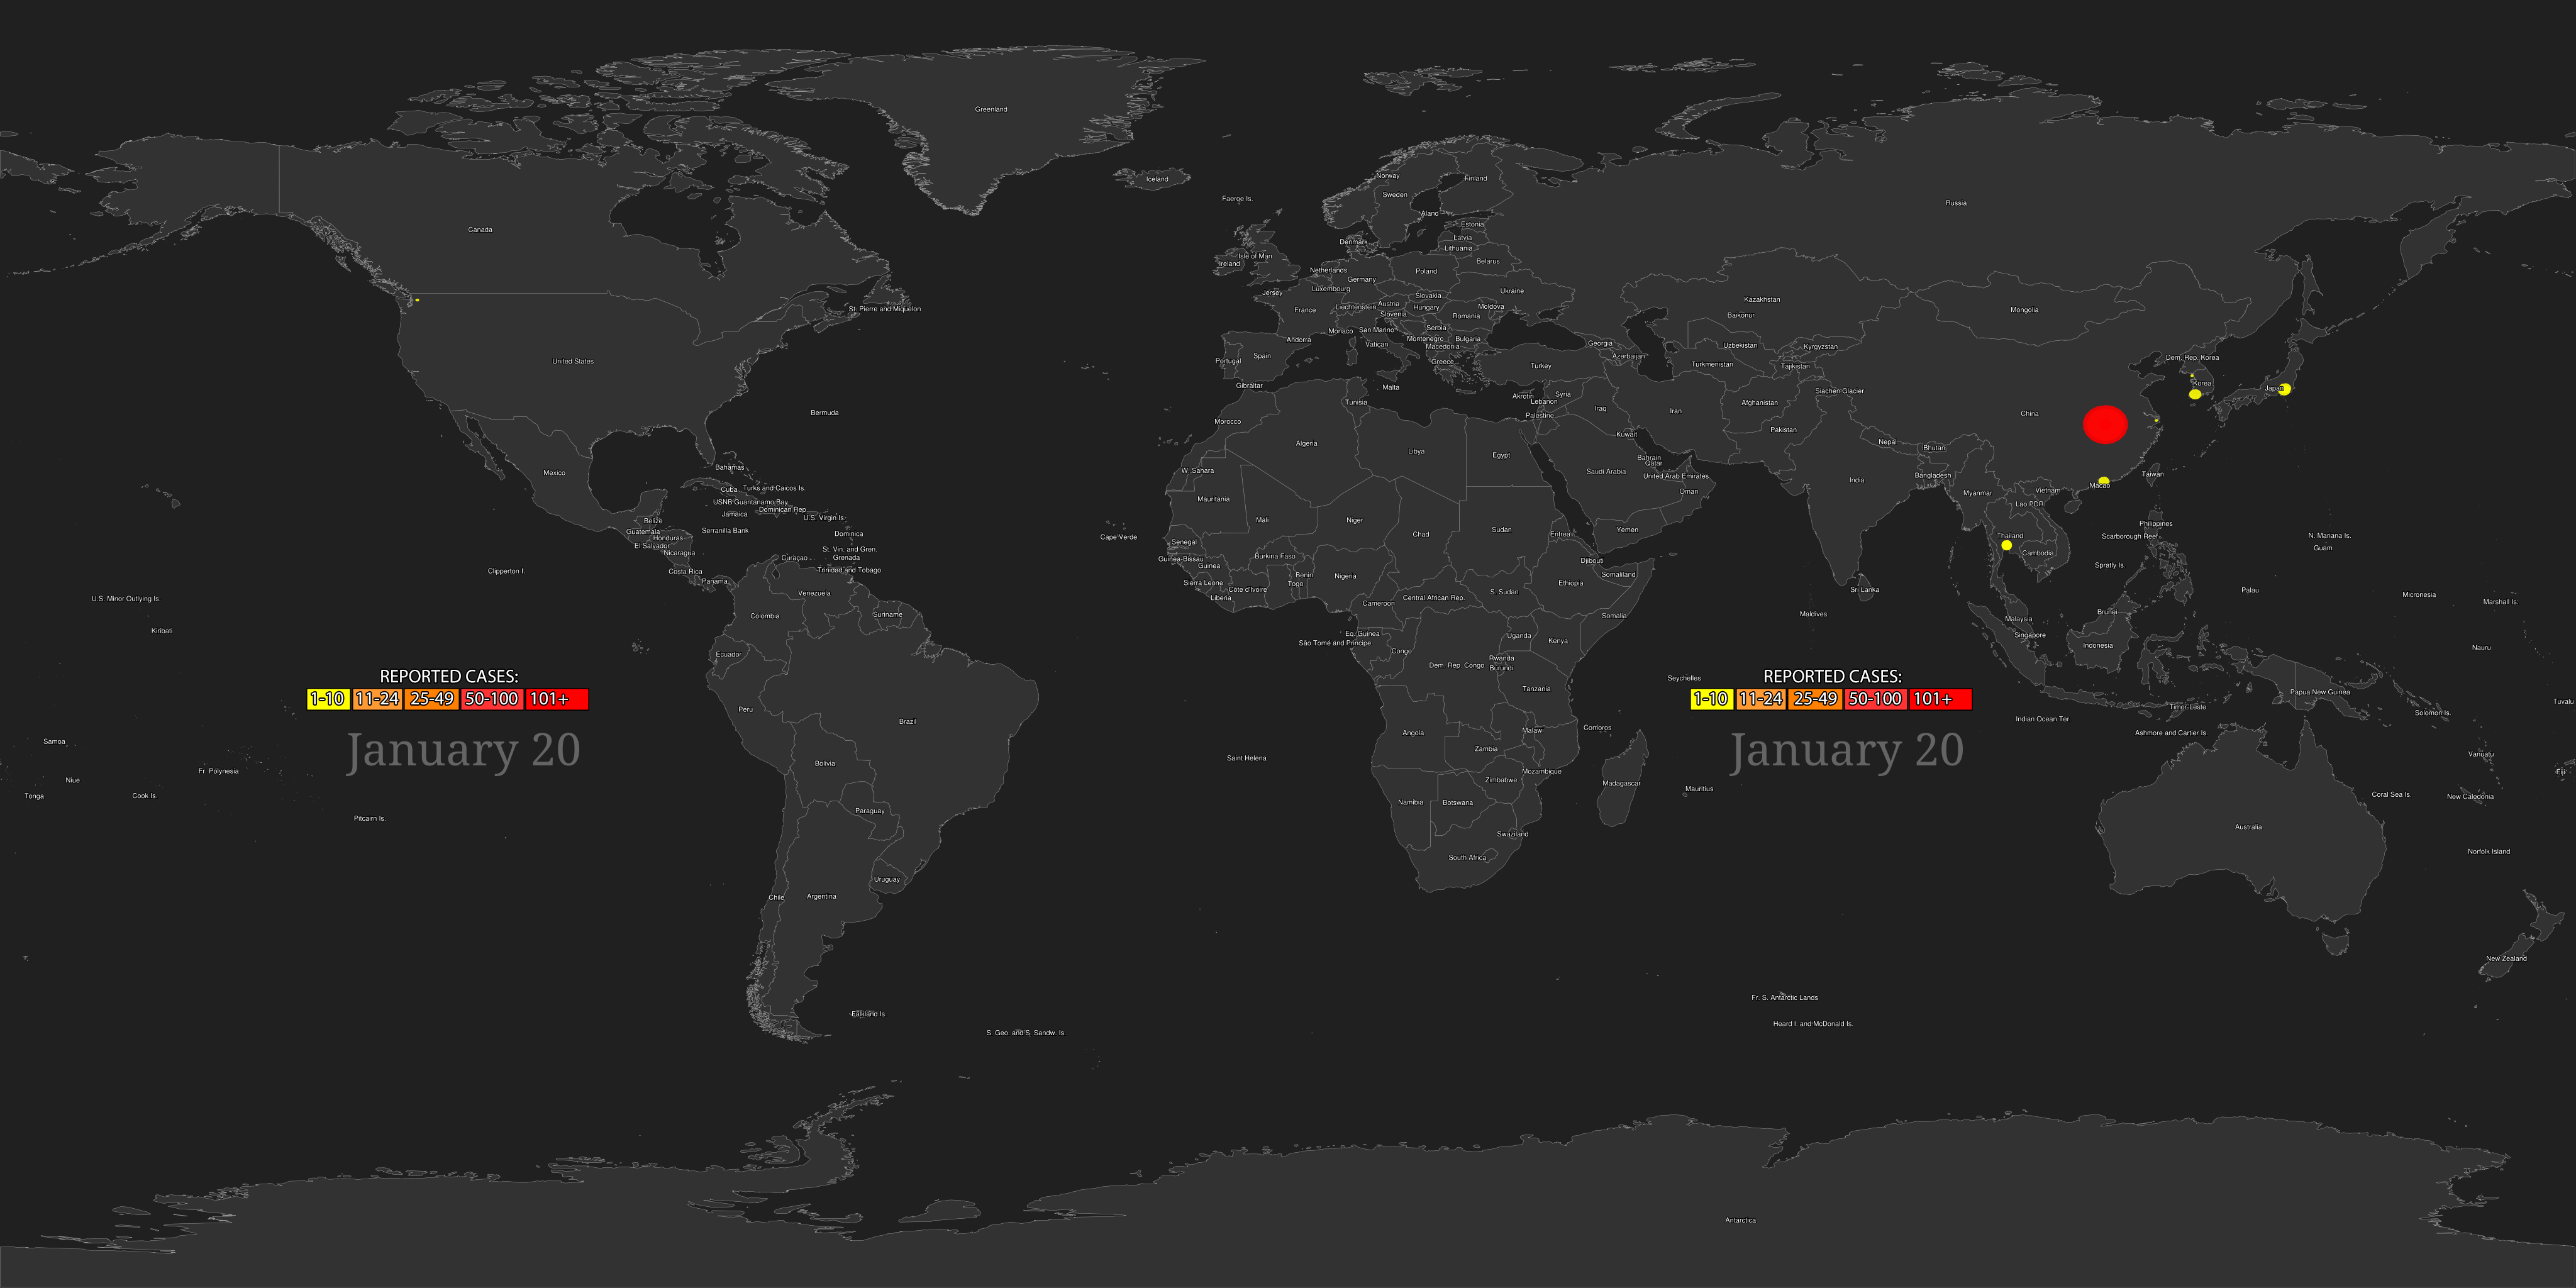 Greenland
Iceland
Norway
Finland
Faeroe Is.
Sweden
Russia
Aland
Estonia
Canada
Latvia
Denmark
Lithuania
Isle of Man
Ireland
Belarus
Netherlands
Poland
Germany
Luxembourg
Ukraine
Jersey
Slovakia
Kazakhstan
St. Pierre and Miquelon
France
Liechtenstein
Austria
Hungary
Moldova
Mongolia
Slovenia
Romania
Baikonur
Monaco
San Marino
Serbia
Andorra
Montenegro
Bulgaria
Vatican
Macedonia
Georgia
Uzbekistan
Kyrgyzstan
United States
Portugal
Spain
Greece
Azerbaijan
Dem. Rep. Korea
Turkey
Turkmenistan
Tajikistan
Gibraltar
Malta
Korea
Japan
Siachen Glacier
Tunisia
Akrotiri
Syria
Lebanon
Afghanistan
Bermuda
Iraq
Iran
China
Palestine
Morocco
Pakistan
Kuwait
Algeria
Nepal
Libya
Egypt
Bhutan
Bahrain
Qatar
Bahamas
Mexico
W. Sahara
Saudi Arabia
United Arab Emirates
Bangladesh
Taiwan
India
Cuba
Turks and Caicos Is.
Macao
Oman
Vietnam
Myanmar
USNB Guantanamo Bay
Mauritania
Lao PDR
Dominican Rep.
Jamaica
U.S. Virgin Is.
Belize
Mali
Niger
Philippines
Guatemala
Serranilla Bank
Sudan
Yemen
Honduras
Dominica
Chad
Eritrea
Thailand
Scarborough Reef
N. Mariana Is.
Cape Verde
Senegal
El Salvador
Guam
Nicaragua
St. Vin. and Gren.
Cambodia
Curaçao
Grenada
Guinea-Bissau
Burkina Faso
Djibouti
Guinea
Spratly Is.
Clipperton I.
Costa Rica
Trinidad and Tobago
Benin
Nigeria
Somaliland
Panama
Sierra Leone
Togo
Ethiopia
Côte d'Ivoire
Sri Lanka
Palau
Venezuela
S. Sudan
Micronesia
U.S. Minor Outlying Is.
Liberia
Central African Rep.
Cameroon
Marshall Is.
Colombia
Suriname
Somalia
Maldives
Brunei
Malaysia
Kiribati
Eq. Guinea
Uganda
Singapore
São Tomé and Principe
Kenya
Indonesia
Nauru
Ecuador
Congo
Rwanda
Dem. Rep. Congo
Burundi
REPORTED CASES:
REPORTED CASES:
Seychelles
Tanzania
Papua New Guinea
1-10 11-24 25-49 50-100 101+
1-10 11-24 25-49 50-100 101+
Tuvalu
Timor-Leste
Peru
Solomon Is.
Brazil
Indian Ocean Ter.
Comoros
Malawi
Angola
Ashmore and Cartier Is.
Samoa
January 20
January 20
Zambia
Vanuatu
Saint Helena
Bolivia
Fr. Polynesia
Mozambique
Fiji
Niue
Zimbabwe
Madagascar
Mauritius
Tonga
Cook Is.
Coral Sea Is.
New Caledonia
Namibia
Botswana
Paraguay
Pitcairn Is.
Australia
Swaziland
Norfolk Island
South Africa
Uruguay
Chile
Argentina
New Zealand
Fr. S. Antarctic Lands
Falkland Is.
Heard I. and McDonald Is.
S. Geo. and S. Sandw. Is.
Antarctica